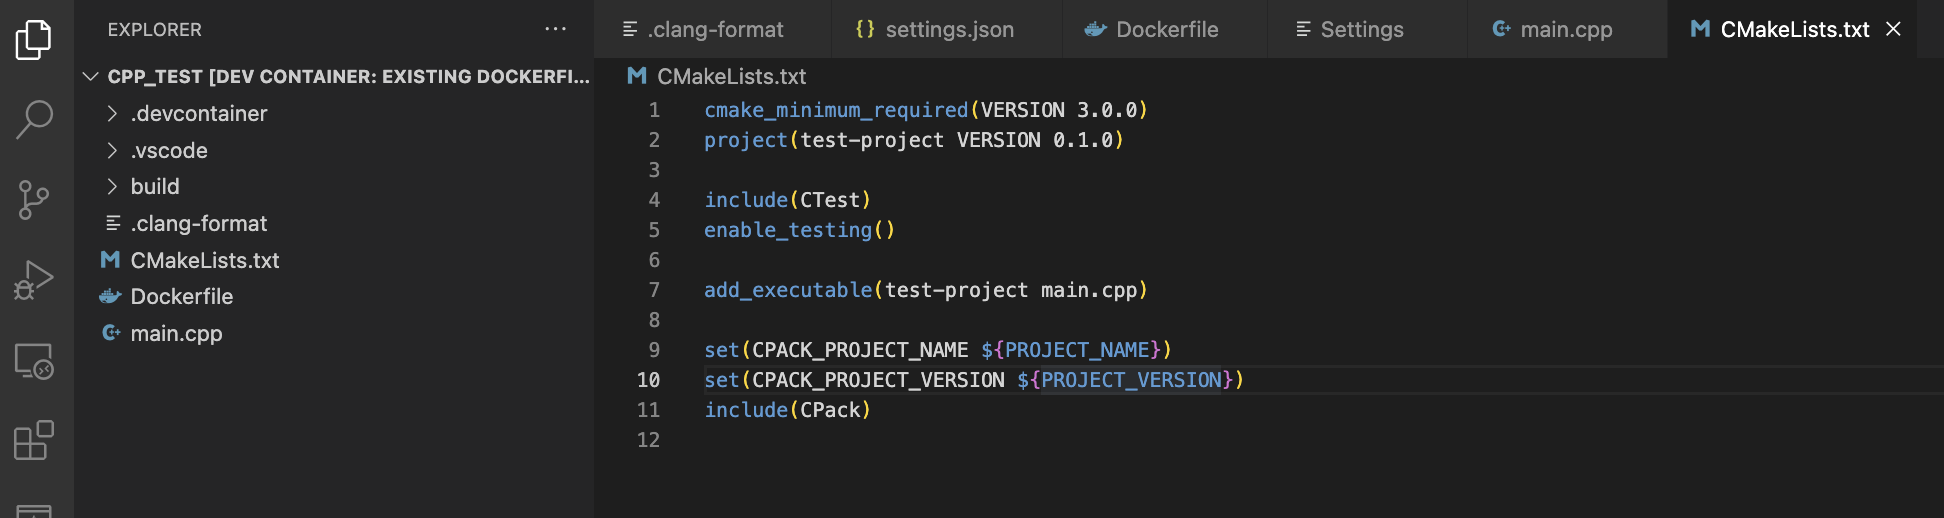 EXPLORER
CPP_TEST [DEV CONTAINER: EXISTING DOCKERFI...
.devcontainer
.vscode
build
.clang-format
CMakeLists.txt
Dockerfile
main.cpp
.clang-format
{} settings.json
Dockerfile
Settings
main.cpp
CMakeLists.txt
CMakeLists.txt
1 cmake_minimum_required(VERSION 3.0.0)
2 project(test-project VERSION 0.1.0)
3
4 include(CTest)
5 enable_testing()
6
7 add_executable(test-project main.cpp)
8
9 set(CPACK_PROJECT_NAME ${PROJECT_NAME})
10 set(CPACK_PROJECT_VERSION ${PROJECT_VERSION})
11 include(CPack)
12